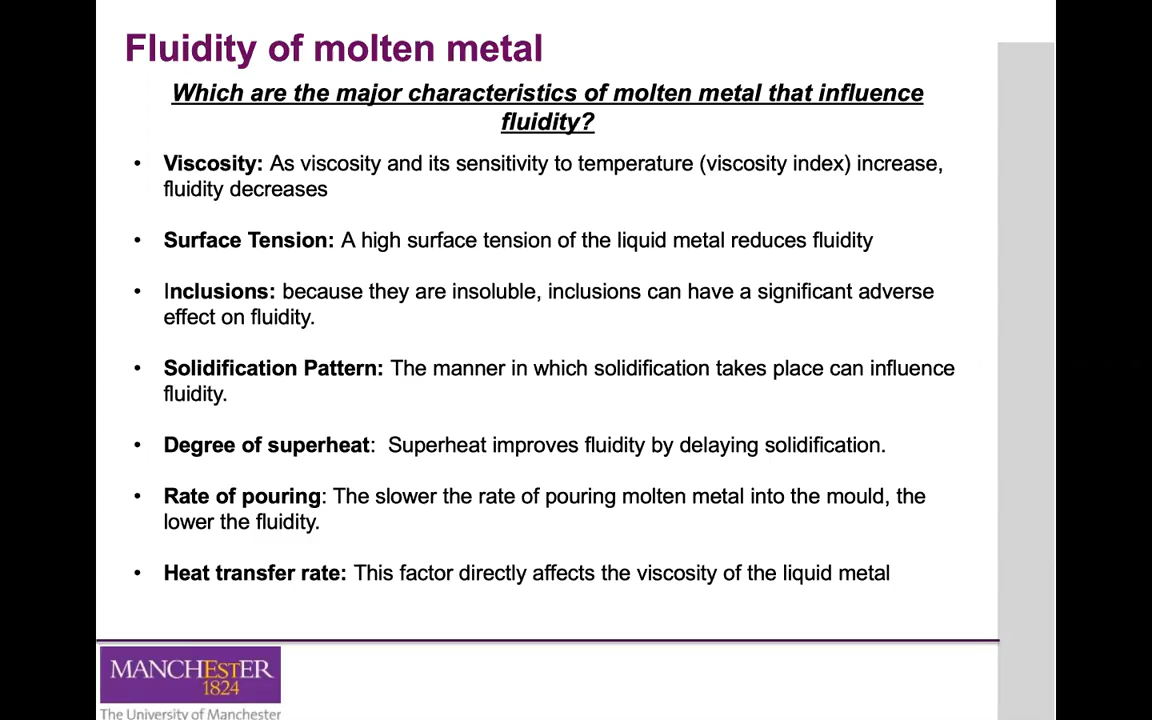 Fluidity of molten metal
Which are the major characteristics of molten metal that influence
fluidity?
• Viscosity: As viscosity and its sensitivity to temperature (viscosity index) increase,
fluidity decreases
• Surface Tension: A high surface tension of the liquid metal reduces fluidity
• Inclusions: because they are insoluble, inclusions can have a significant adverse
effect on fluidity.
• Solidification Pattern: The manner in which solidification takes place can influence
fluidity.
• Degree of superheat: Superheat improves fluidity by delaying solidification.
• Rate of pouring: The slower the rate of pouring molten metal into the mould, the
lower the fluidity.
• Heat transfer rate: This factor directly affects the viscosity of the liquid metal
MANCHESTER
1824
The University of Manchester